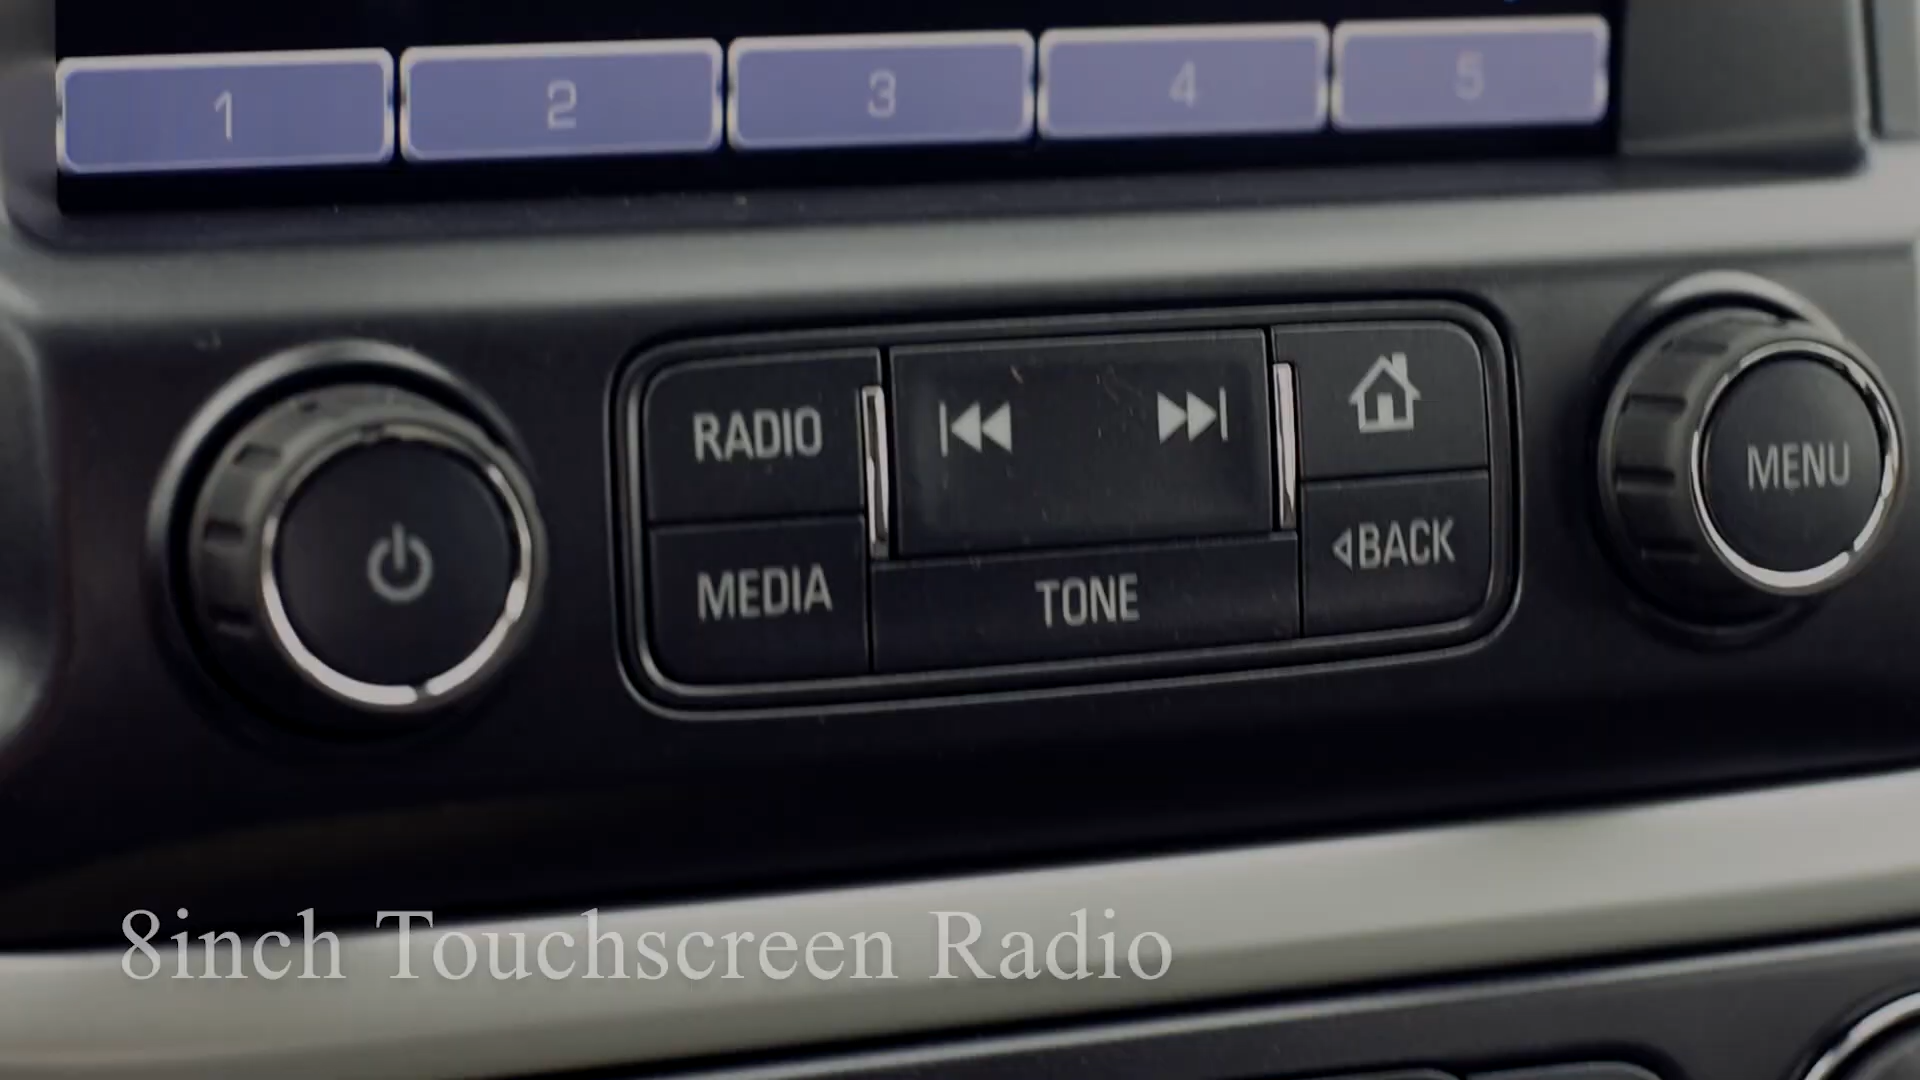 1 2 3 4 5
RADIO
MEDIA
TONE
BACK
MENU
8inch Touchscreen Radio